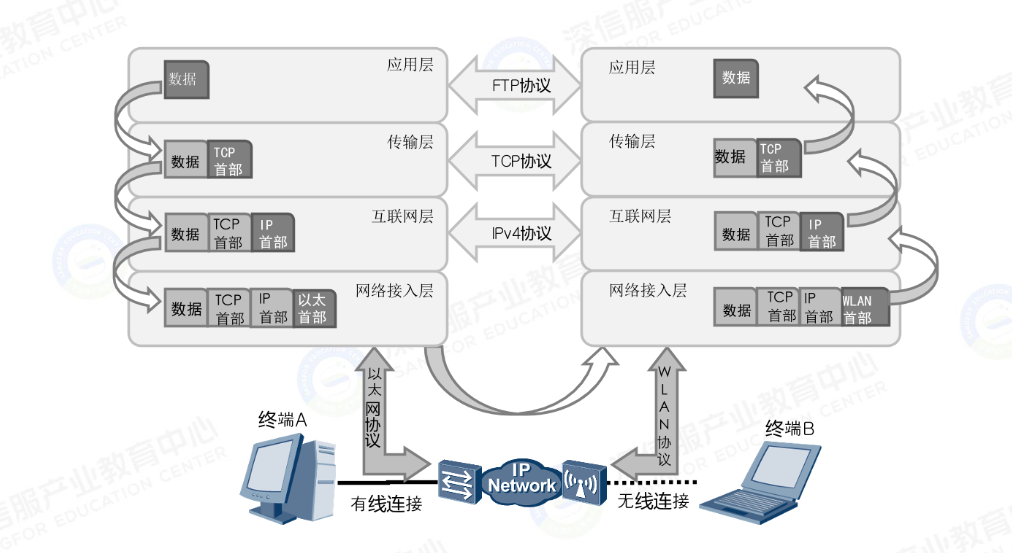 应用层
数据
FTP协议
应用层
数据
传输层
数据
TCP
首部
TCP协议
传输层
数据
TCP
首部
互联网层
数据
TCP
首部
IP
首部
IPv4协议
互联网层
数据
TCP
首部
IP
首部
网络接入层
数据
TCP
首部
IP
首部
以太
首部
网络接入层
数据
TCP
首部
IP
首部
WLAN
首部
以太网协议
WLAN协议
终端A
终端B
IP
Network
有线连接
无线连接
深信服产业教育中心
SANGFOR EDUCATION CENTER